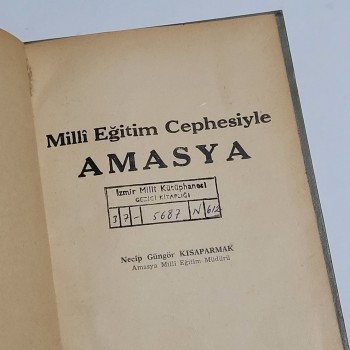 Millî Eğitim Cephesiyle
AMASYA
İzmir Millî Kütüphanesi
GEZİCİ KİTAPLIĞI
37- 5687 N
Necip Güngör KISAPARMAK
Amasya Millî Eğitim Müdürü